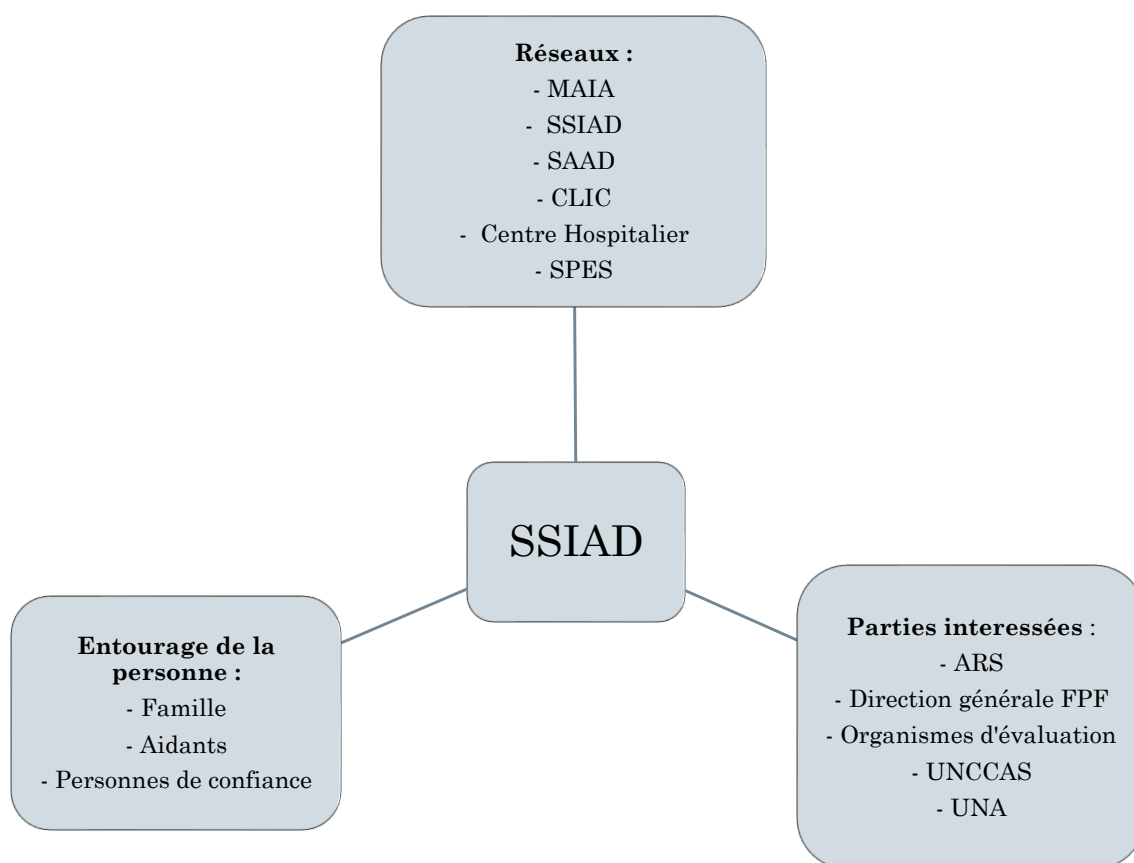 Réseaux :
- MAIA
- SSIAD
- SAAD
- CLIC
- Centre Hospitalier
- SPES
SSIAD
Entourage de la
personne :
- Famille
- Aidants
- Personnes de confiance
Parties interessées :
- ARS
- Direction générale FPF
- Organismes d'évaluation
- UNCCAS
- UNA